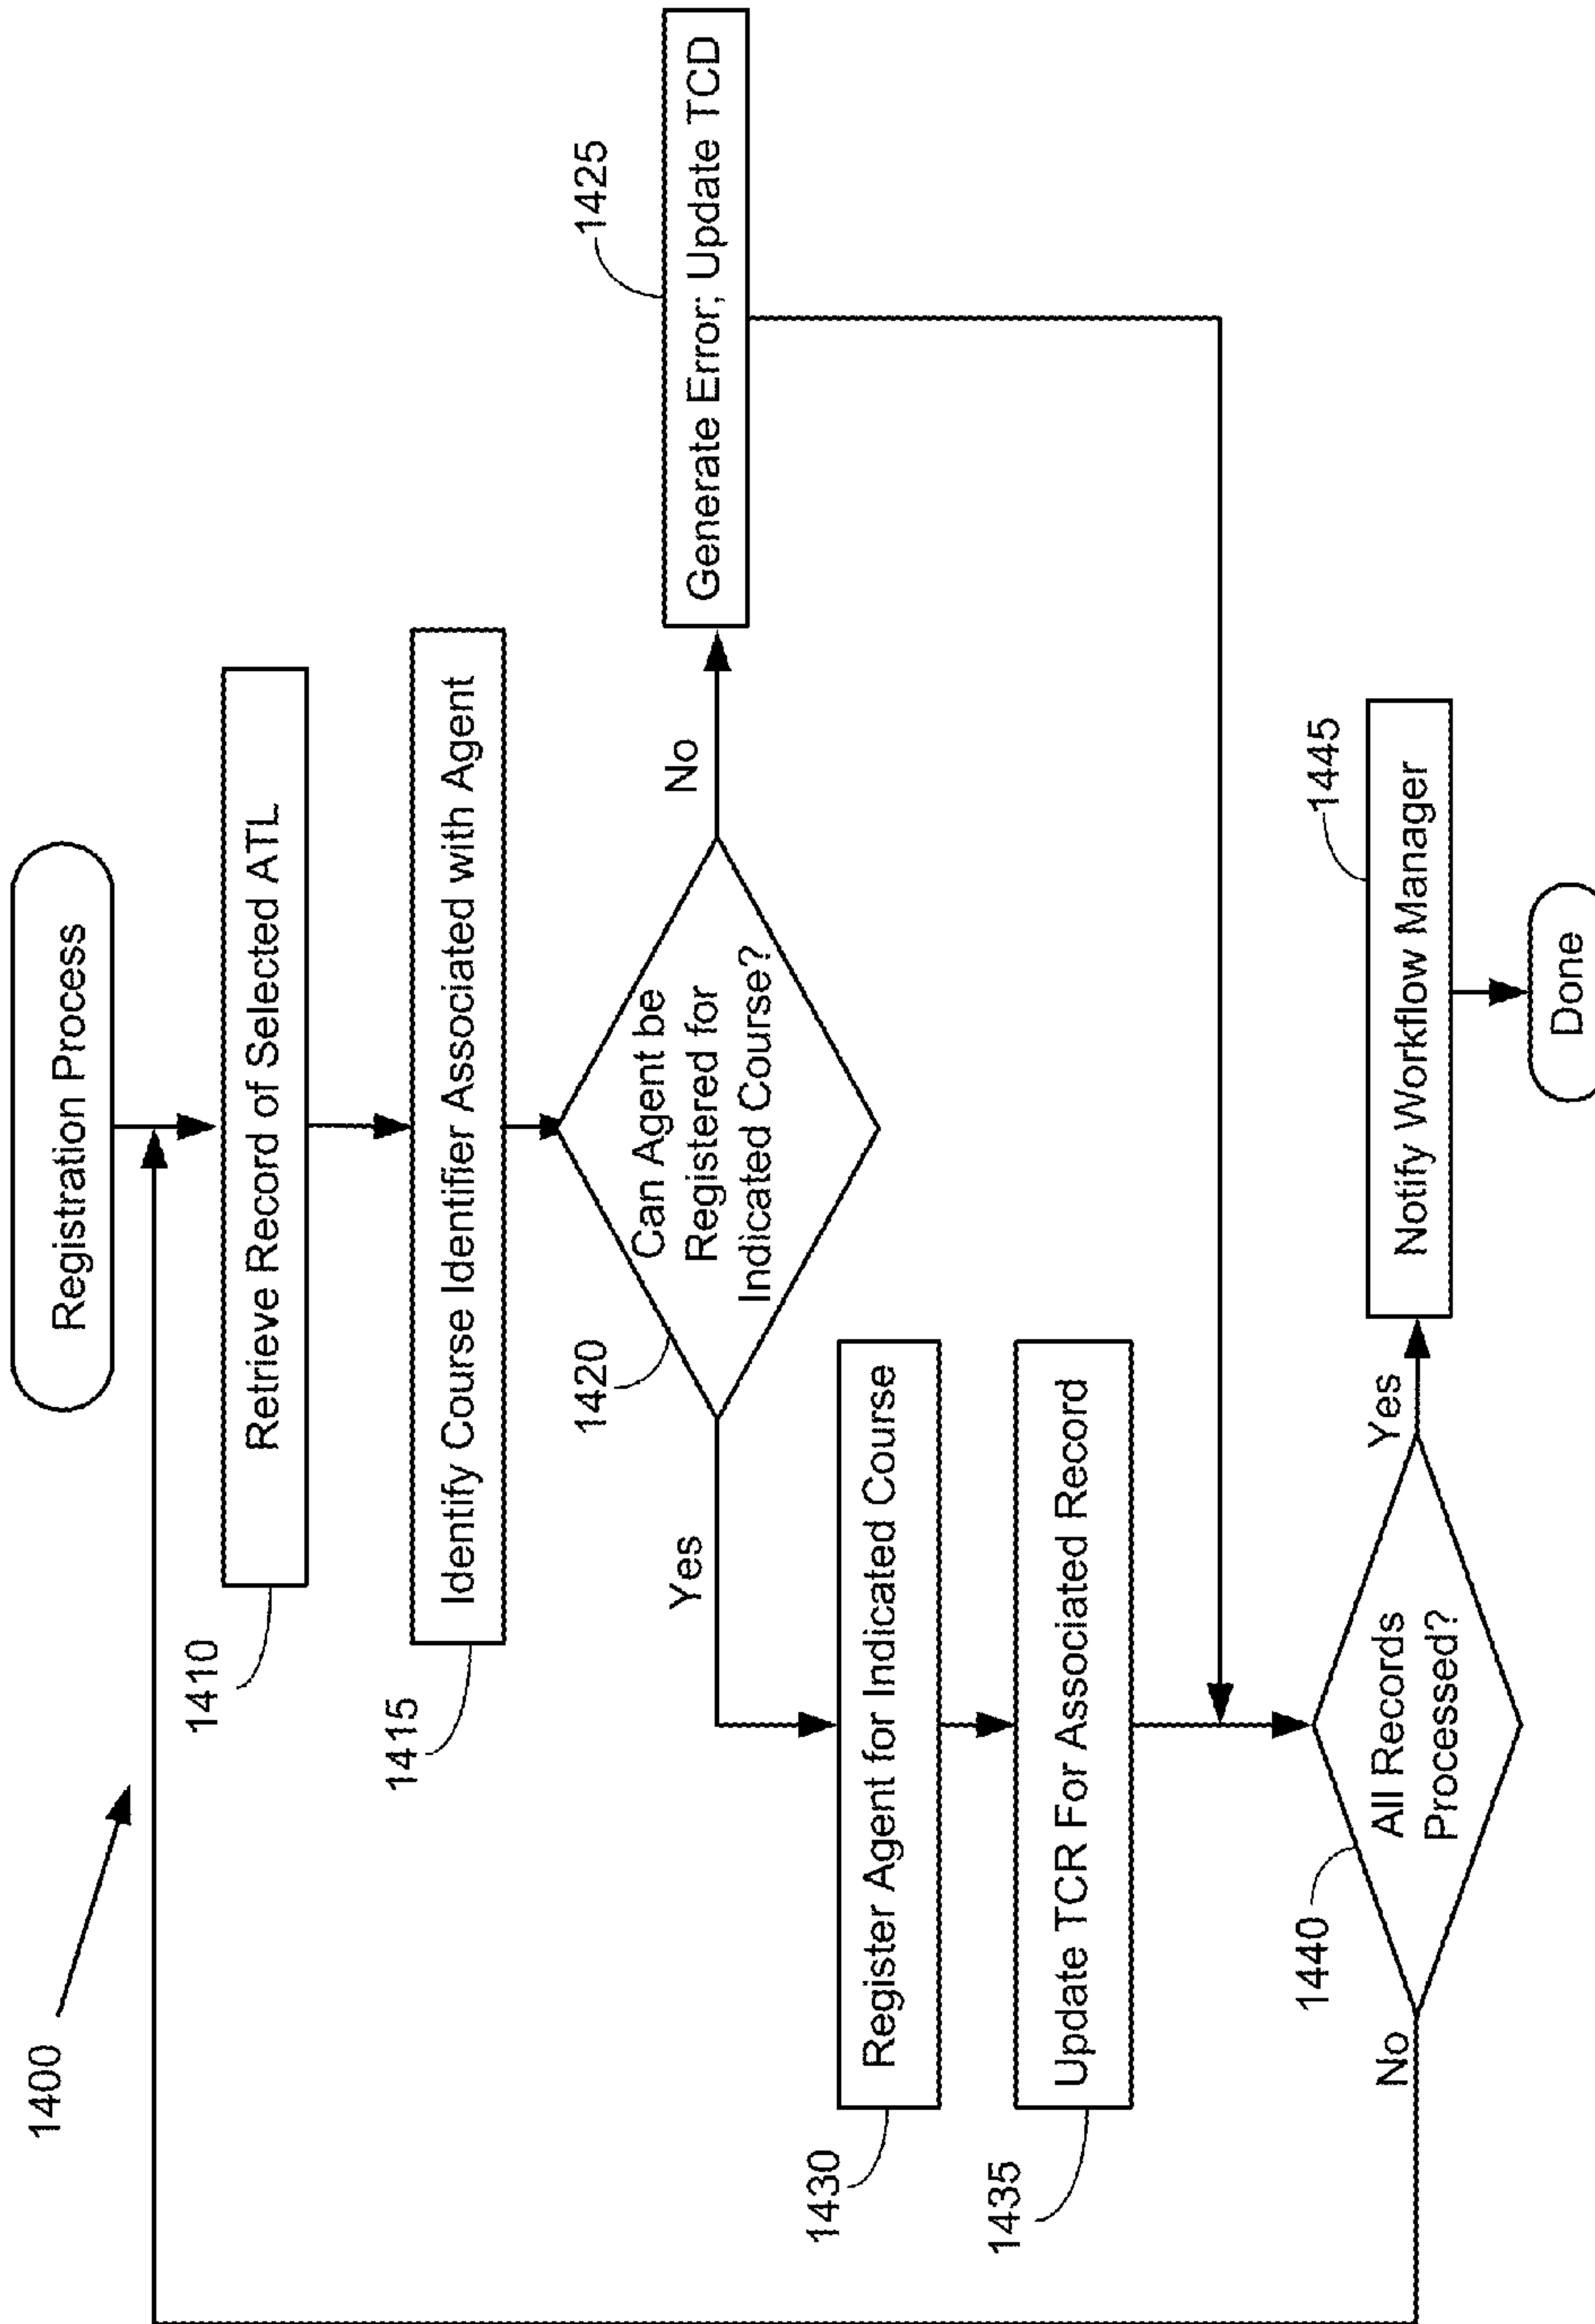 1400
Registration Process
1410
Retrieve Record of Selected ATL
1415
Identify Course Identifier Associated with Agent
1420
Can Agent be
Registered for
Indicated Course?
No
1425
Generate Error; Update TCD
Yes
1430
Register Agent for Indicated Course
1435
Update TCR For Associated Record
1440
All Records
Processed?
No
Yes
1445
Notify Workflow Manager
Done